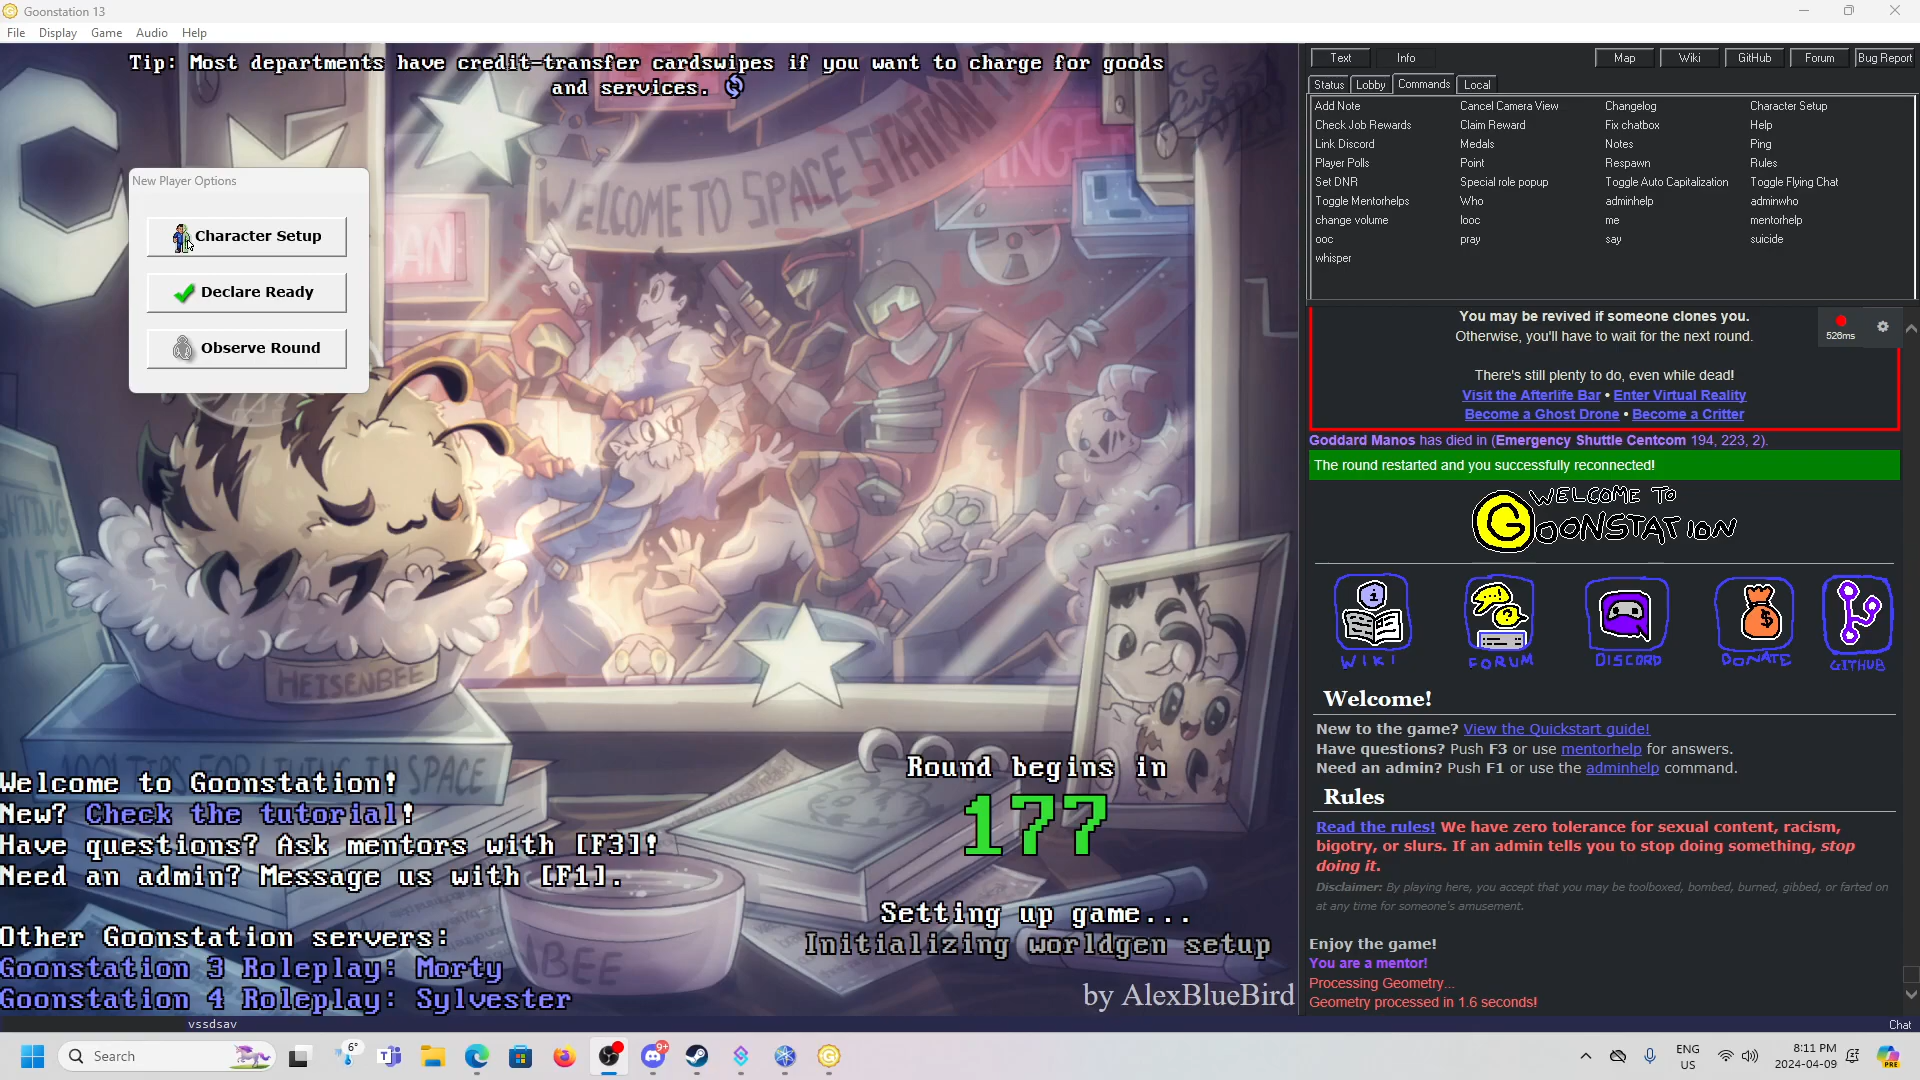 Goonstation 13
File Display Game Audio Help
Tip: Most departments have credit-transfer cardswipes if you want to charge for goods
and services.
WELCOME TO SPACE STATION
New Player Options
Character Setup
Declare Ready
Observe Round
HEISENBEE
BEE
Welcome to Goonstation!
New? Check the tutorial!
Have questions? Ask mentors with [F3]!
Need an admin? Message us with [F1].
Other Goonstation servers:
Goonstation 3 Roleplay: Morty
Goonstation 4 Roleplay: Sylvester
Round begins in
177
Setting up game...
Initializing worldgen setup
by AlexBlueBird
vssdsav
Text Info Map Wiki GitHub Forum Bug Report
Status Lobby Commands Local
Add Note Cancel Camera View Changelog Character Setup
Check Job Rewards Claim Reward Fix chatbox Help
Link Discord Medals Notes Ping
Player Polls Point Respawn Rules
Set DNR Special role popup Toggle Auto Capitalization Toggle Flying Chat
Toggle Mentorhelps Who adminhelp adminwho
change volume looc me mentorhelp
ooc pray say suicide
whisper
You may be revived if someone clones you.
Otherwise, you'll have to wait for the next round.
526ms
There's still plenty to do, even while dead!
Visit the Afterlife Bar • Enter Virtual Reality
Become a Ghost Drone • Become a Critter
Goddard Manos has died in (Emergency Shuttle Centcom 194, 223, 2).
The round restarted and you successfully reconnected!
WELCOME TO
GOONSTATION
WIKI FORUM DISCORD DONATE GITHUB
Welcome!
New to the game? View the Quickstart guide!
Have questions? Push F3 or use mentorhelp for answers.
Need an admin? Push F1 or use the adminhelp command.
Rules
Read the rules! We have zero tolerance for sexual content, racism,
bigotry, or slurs. If an admin tells you to stop doing something, stop
doing it.
Disclaimer: By playing here, you accept that you may be toolboxed, bombed, burned, gibbed, or farted on
at any time for someone's amusement.
Enjoy the game!
You are a mentor!
Processing Geometry...
Geometry processed in 1.6 seconds!
Chat
Search
6°
9+
ENG
US
8:11 PM
2024-04-09
PRE